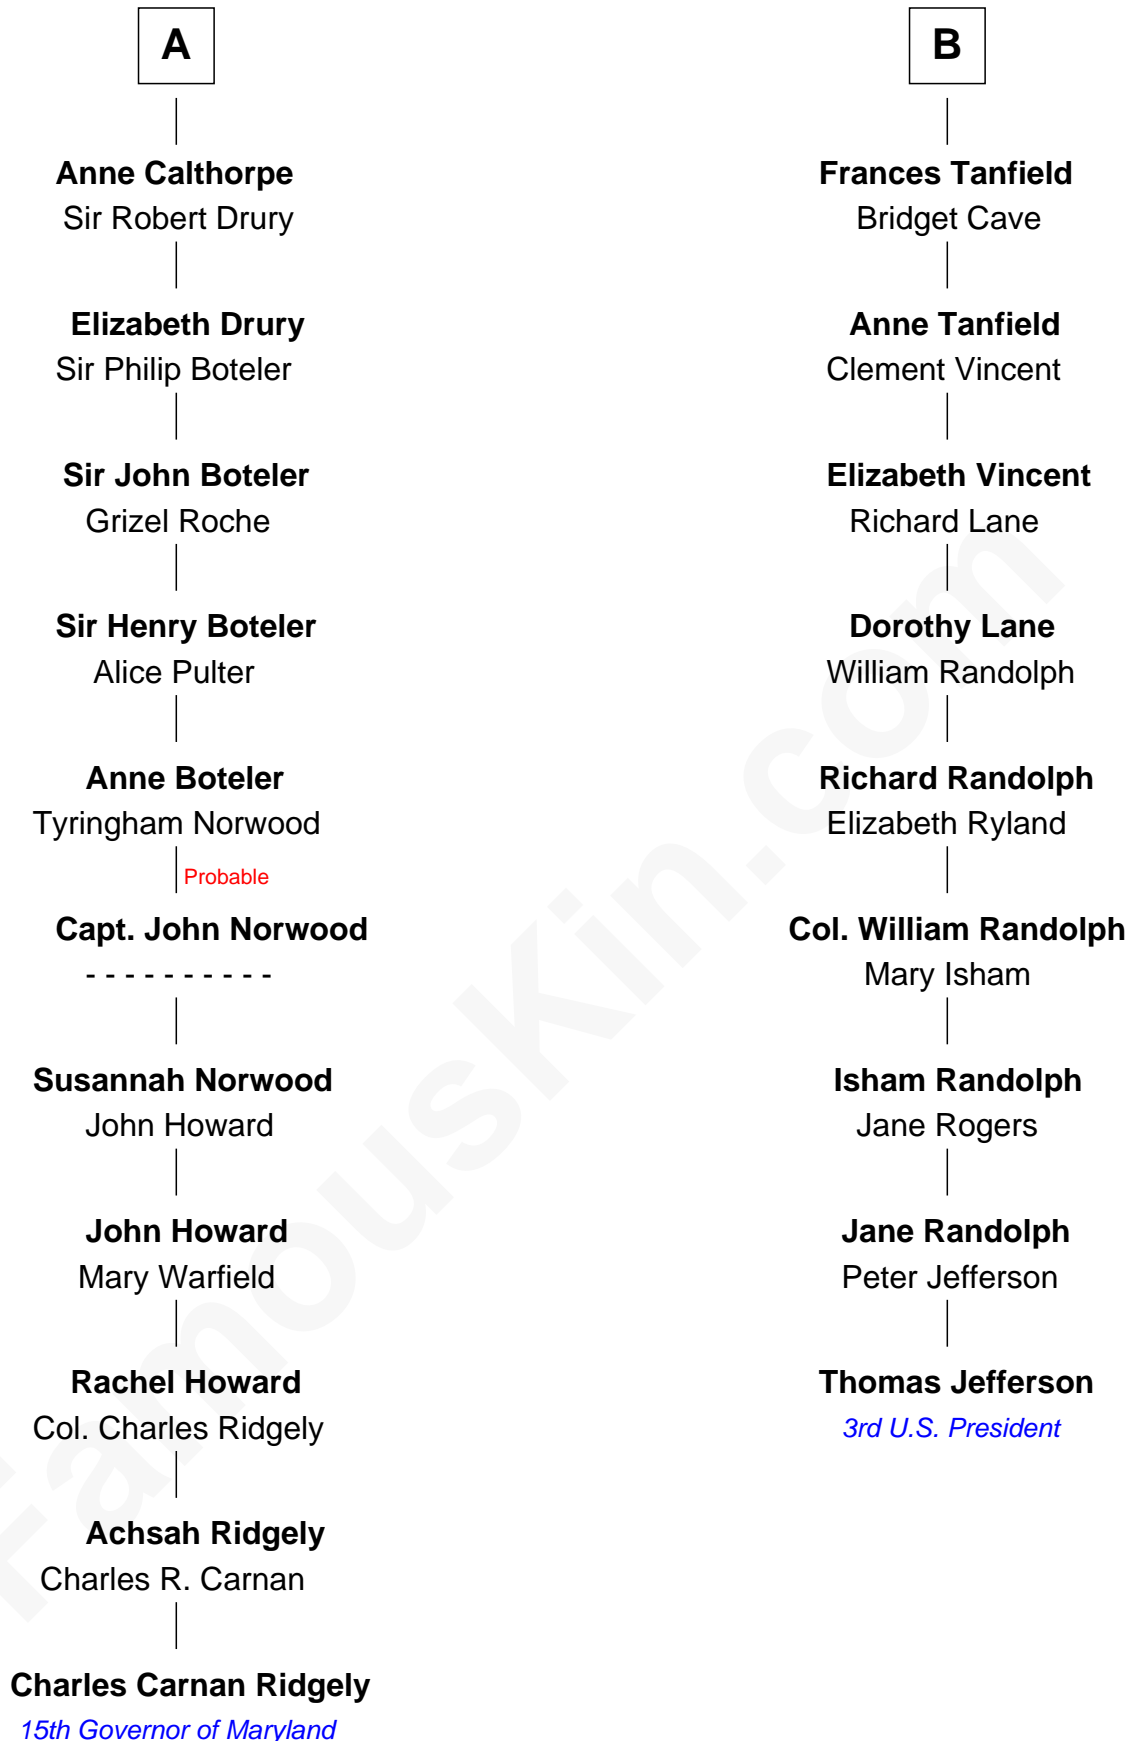 A
Anne Calthorpe
Sir Robert Drury
Elizabeth Drury
Sir Philip Boteler
Sir John Boteler
Grizel Roche
Sir Henry Boteler
Alice Pulter
Anne Boteler
Tyringham Norwood
Probable
Capt. John Norwood
- - - - - - - - - -
Susannah Norwood
John Howard
John Howard
Mary Warfield
Rachel Howard
Col. Charles Ridgely
Achsah Ridgely
Charles R. Carnan
Charles Carnan Ridgely
15th Governor of Maryland
B
Frances Tanfield
Bridget Cave
Anne Tanfield
Clement Vincent
Elizabeth Vincent
Richard Lane
Dorothy Lane
William Randolph
Richard Randolph
Elizabeth Ryland
Col. William Randolph
Mary Isham
Isham Randolph
Jane Rogers
Jane Randolph
Peter Jefferson
Thomas Jefferson
3rd U.S. President
FamousKin.com